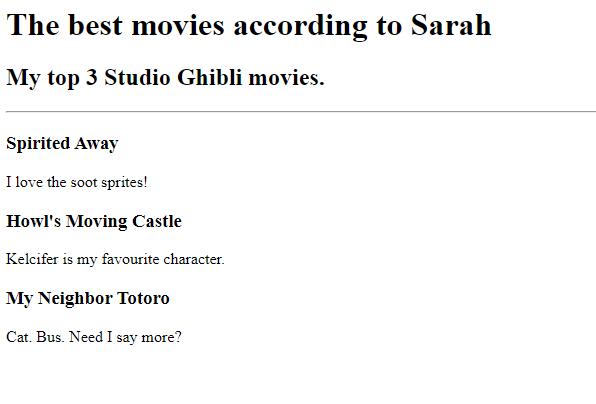 The best movies according to Sarah
My top 3 Studio Ghibli movies.
Spirited Away
I love the soot sprites!
Howl's Moving Castle
Kelcifer is my favourite character.
My Neighbor Totoro
Cat. Bus. Need I say more?